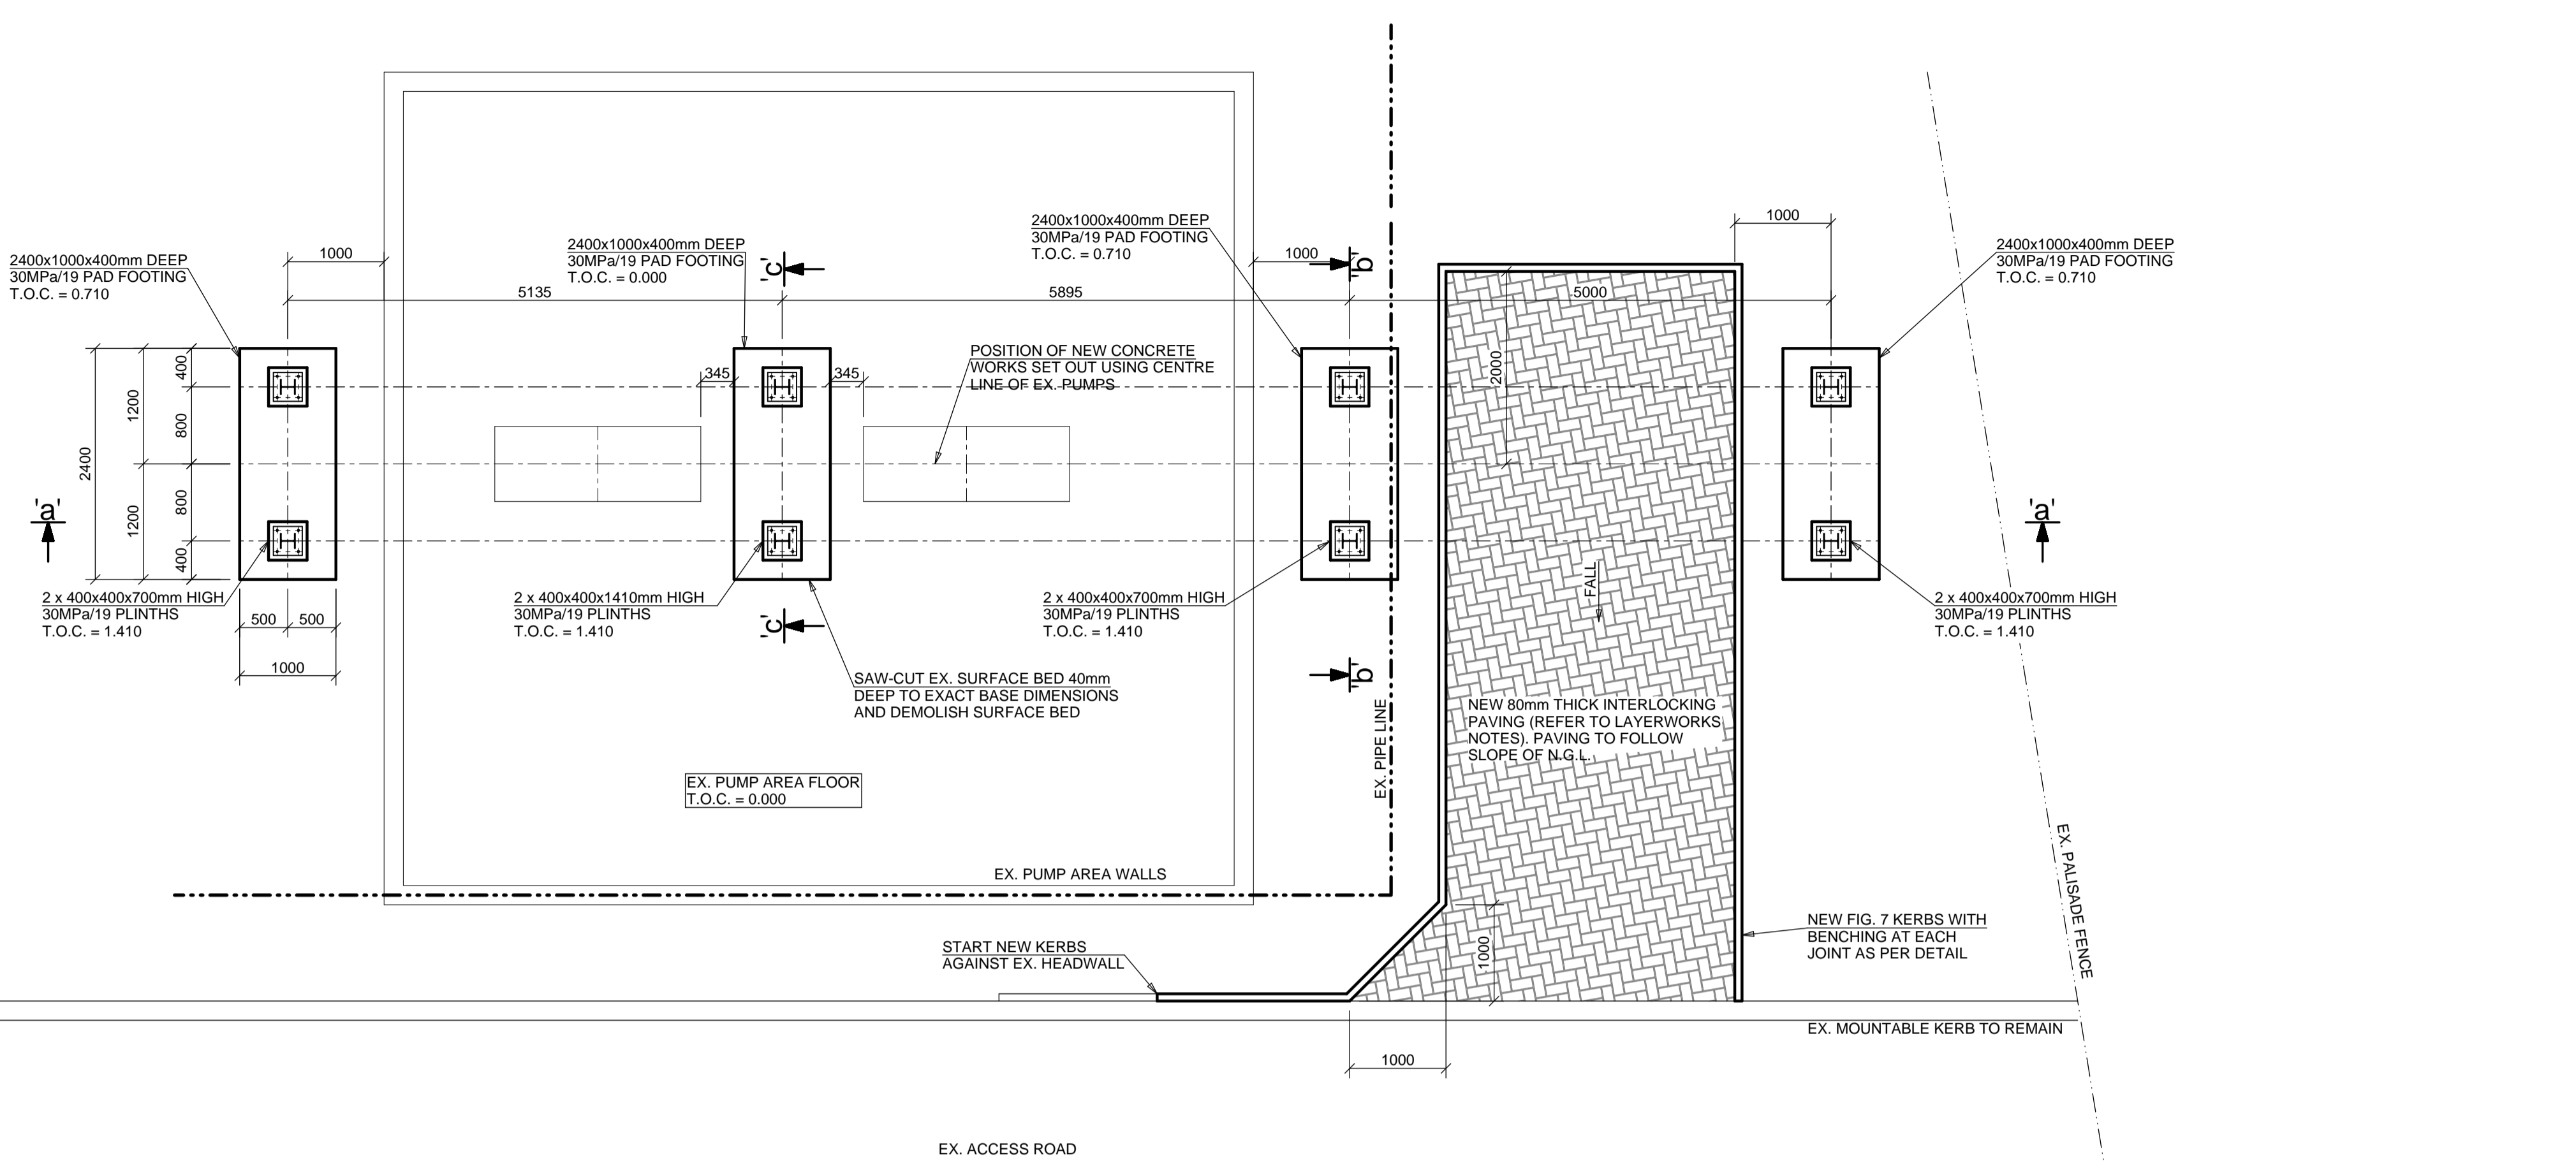 2400x1000x400mm DEEP
30MPa/19 PAD FOOTING
T.O.C. = 0.710
1000
2400x1000x400mm DEEP
30MPa/19 PAD FOOTING
T.O.C. = 0.000
'c'
2400x1000x400mm DEEP
30MPa/19 PAD FOOTING
T.O.C. = 0.710
1000
'b'
1000
2400x1000x400mm DEEP
30MPa/19 PAD FOOTING
T.O.C. = 0.710
5135
5895
5000
POSITION OF NEW CONCRETE
WORKS SET OUT USING CENTRE
LINE OF EX. PUMPS
345
345
2400
1200
1200
400
800
800
400
H
H
H
H
H
H
H
H
2000
'a'
'a'
FALL
2 x 400x400x700mm HIGH
30MPa/19 PLINTHS
T.O.C. = 1.410
500
500
1000
2 x 400x400x1410mm HIGH
30MPa/19 PLINTHS
T.O.C. = 1.410
'c'
2 x 400x400x700mm HIGH
30MPa/19 PLINTHS
T.O.C. = 1.410
'b'
2 x 400x400x700mm HIGH
30MPa/19 PLINTHS
T.O.C. = 1.410
SAW-CUT EX. SURFACE BED 40mm
DEEP TO EXACT BASE DIMENSIONS
AND DEMOLISH SURFACE BED
NEW 80mm THICK INTERLOCKING
PAVING (REFER TO LAYERWORKS
NOTES). PAVING TO FOLLOW
SLOPE OF N.G.L.
EX. PIPE LINE
EX. PUMP AREA FLOOR
T.O.C. = 0.000
EX. PUMP AREA WALLS
EX. PALISADE FENCE
START NEW KERBS
AGAINST EX. HEADWALL
1000
NEW FIG. 7 KERBS WITH
BENCHING AT EACH
JOINT AS PER DETAIL
EX. MOUNTABLE KERB TO REMAIN
1000
EX. ACCESS ROAD